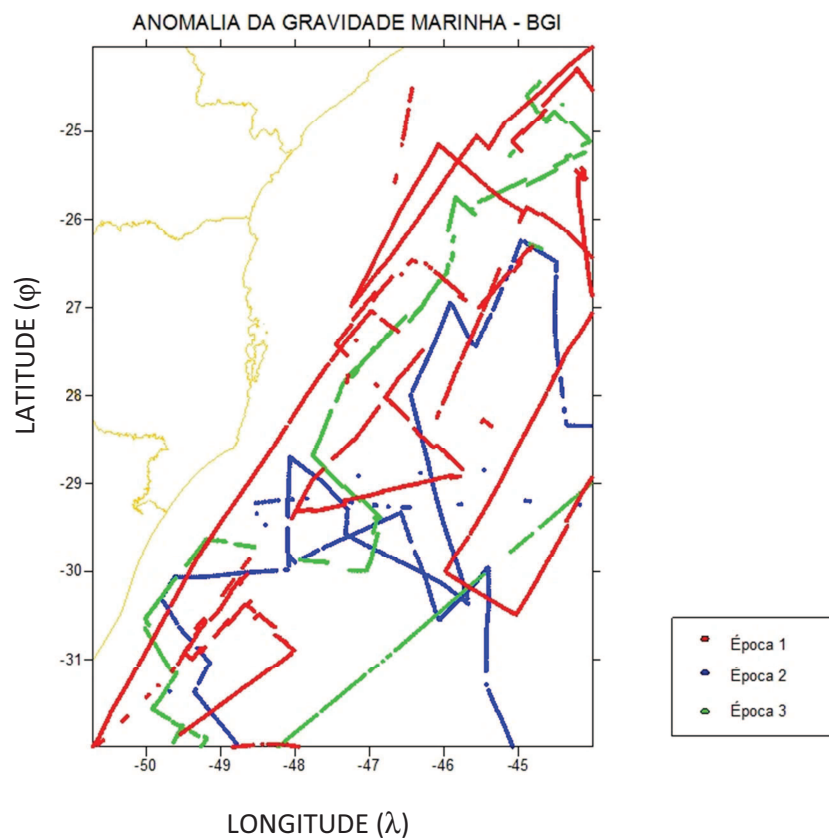 ANOMALIA DA GRAVIDADE MARINHA - BGI
-25
-26
-27
-28
-29
-30
-31
LATITUDE (φ)
-50
-49
-48
-47
-46
-45
LONGITUDE (λ)
Época 1
Época 2
Época 3